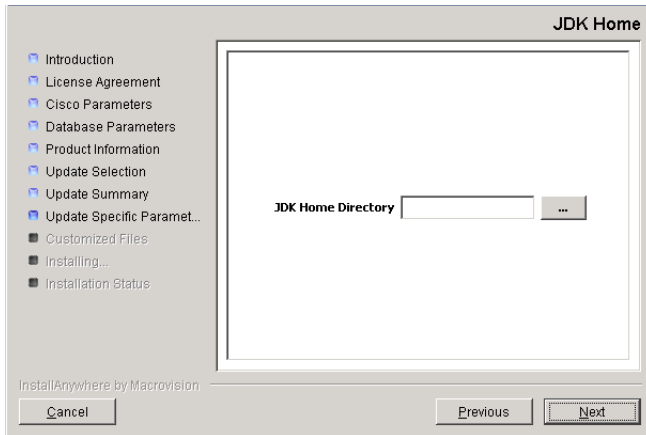 JDK Home
Introduction
License Agreement
Cisco Parameters
Database Parameters
Product Information
Update Selection
Update Summary
Update Specific Paramet...
Customized Files
Installing...
Installation Status
JDK Home Directory
...
InstallAnywhere by Macrovision
Cancel
Previous
Next